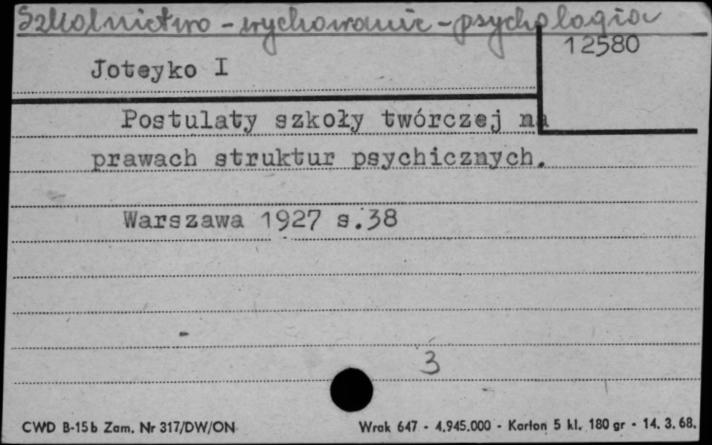 Szkolnictwo - wychowanie - psychologia
12580
Joteyko I
Postulaty szkoły twórczej na
prawach struktur psychicznych.
Warszawa 1927 s.38
3
CWD B-15b Zam. Nr 317/DW/ON Wrak 647 - 4.945.000 - Karton 5 kl. 180 gr - 14. 3. 68.